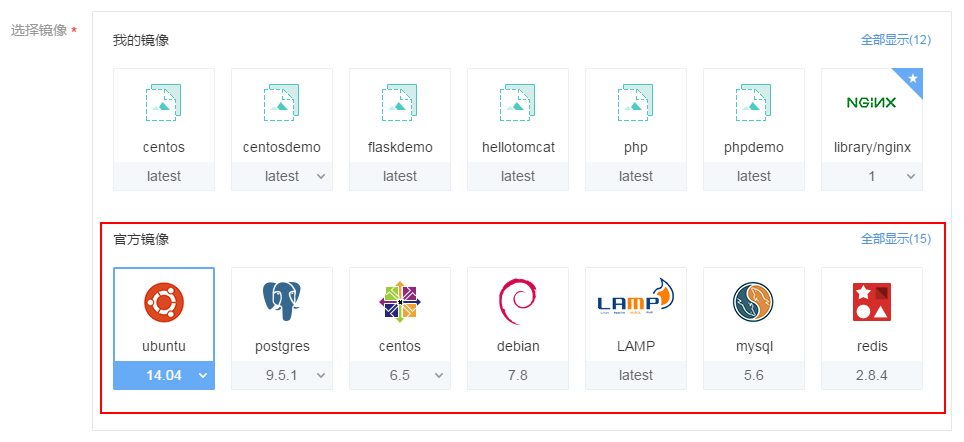 选择镜像 *
我的镜像 全部显示(12)
NGINX
centos centosdemo flaskdemo hellotomcat php phpdemo library/nginx
latest latest latest latest latest latest 1
官方镜像 全部显示(15)
LAMP
ubuntu postgres centos debian LAMP mysql redis
14.04 9.5.1 6.5 7.8 latest 5.6 2.8.4